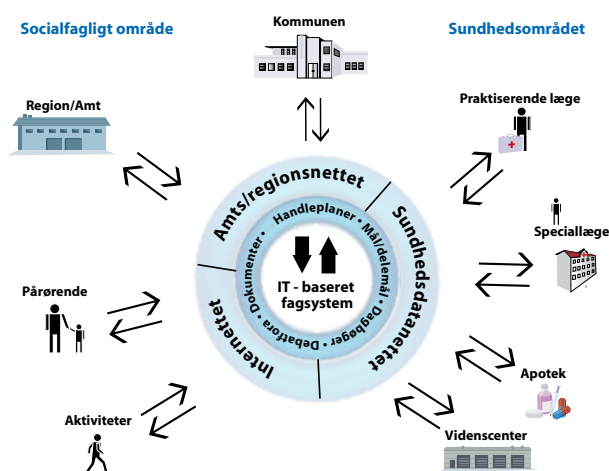 Kommunen
Socialfagligt område
Sundhedsområdet
Region/Amt
Praktiserende læge
Speciallæge
Amts/regionsnettet
Sundhedsdatanettet
Internettet
Handleplaner • Mål/delemål • Dagbøger • Debatfora • Dokumenter •
IT - baseret
fagsystem
Pårørende
Apotek
Aktiviteter
Videnscenter